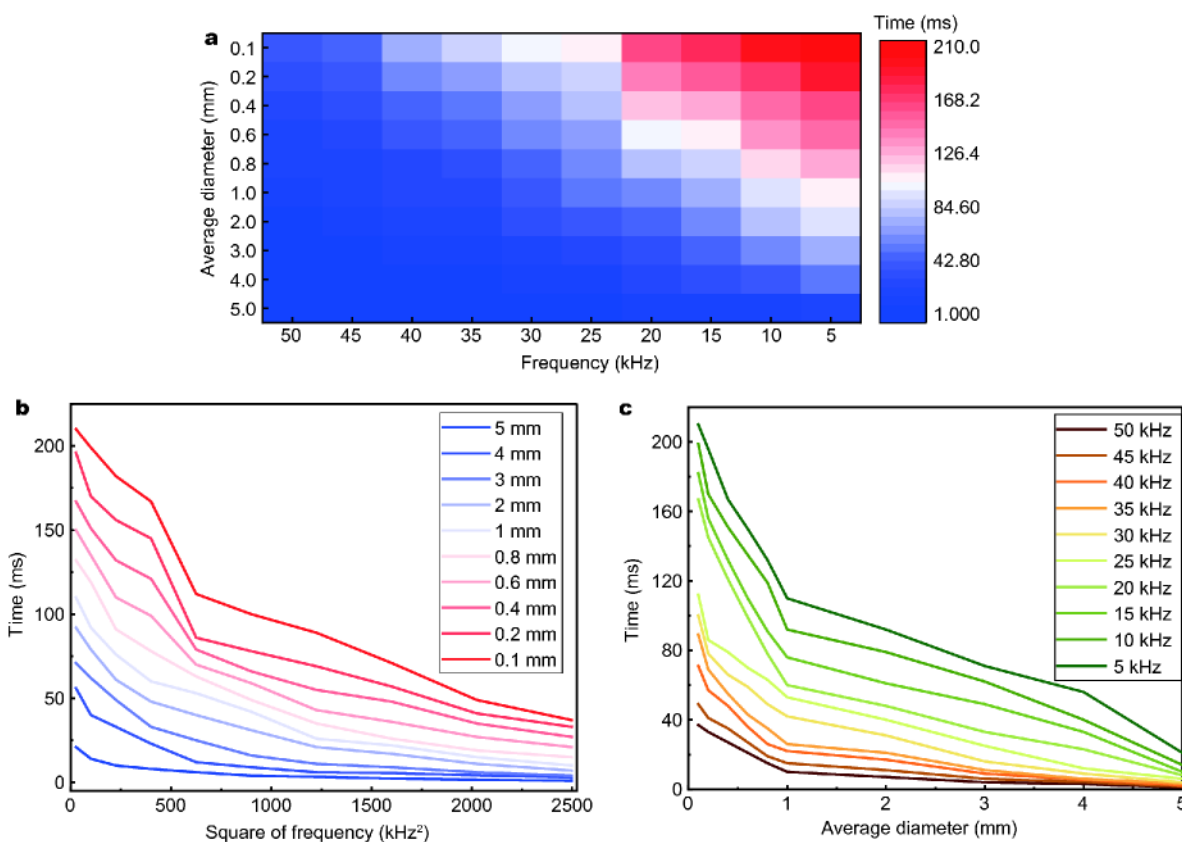 a
Time (ms)
Average diameter (mm)
0.1
0.2
0.4
0.6
0.8
1.0
2.0
3.0
4.0
5.0
210.0
168.2
126.4
84.60
42.80
1.000
50 45 40 35 30 25 20 15 10 5
Frequency (kHz)
b
Time (ms)
200
150
100
50
0
5 mm
4 mm
3 mm
2 mm
1 mm
0.8 mm
0.6 mm
0.4 mm
0.2 mm
0.1 mm
0 500 1000 1500 2000 2500
Square of frequency (kHz²)
c
Time (ms)
200
160
120
80
40
0
50 kHz
45 kHz
40 kHz
35 kHz
30 kHz
25 kHz
20 kHz
15 kHz
10 kHz
5 kHz
0 1 2 3 4 5
Average diameter (mm)